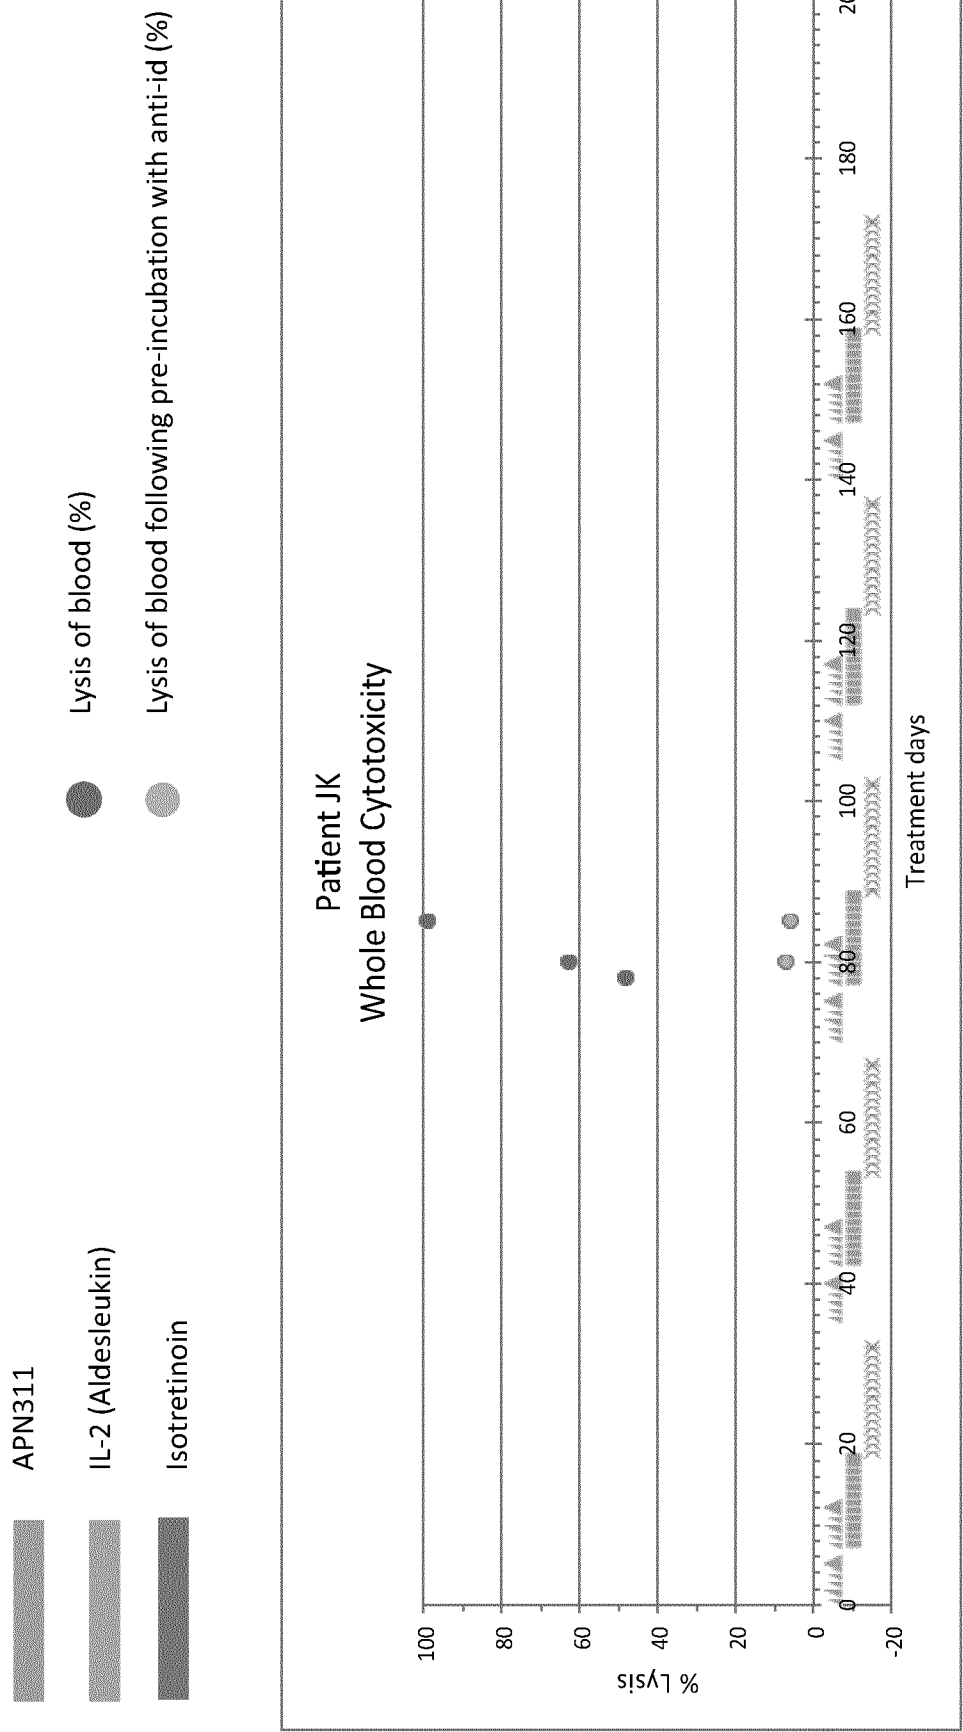 APN311
IL-2 (Aldesleukin)
Isotretinoin
Lysis of blood (%)
Lysis of blood following pre-incubation with anti-id (%)
Patient JK
Whole Blood Cytotoxicity
% Lysis
100
80
60
40
20
0
-20
0
20
40
60
80
100
120
140
160
180
Treatment days